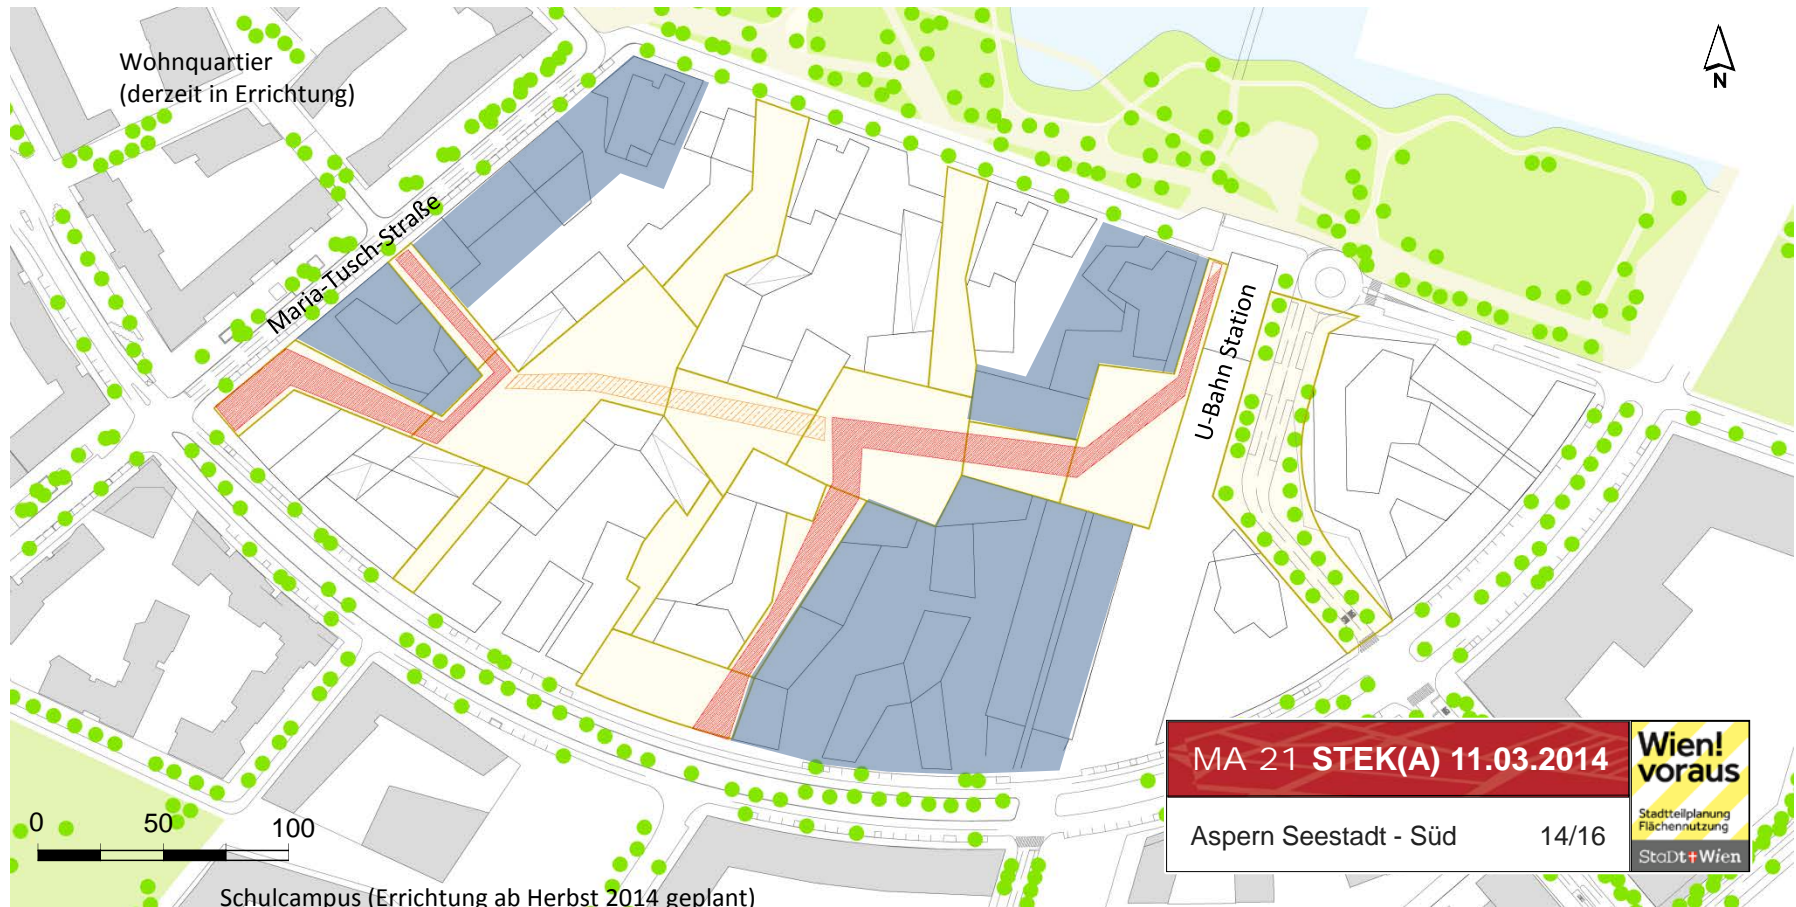 Wohnquartier
(derzeit in Errichtung)
N
Maria-Tusch-Straße
U-Bahn Station
MA 21 STEK(A) 11.03.2014
Aspern Seestadt - Süd 14/16
Wien!
voraus
Stadtteilplanung
Flächennutzung
StaDt Wien
0 50 100
Schulcampus (Errichtung ab Herbst 2014 geplant)